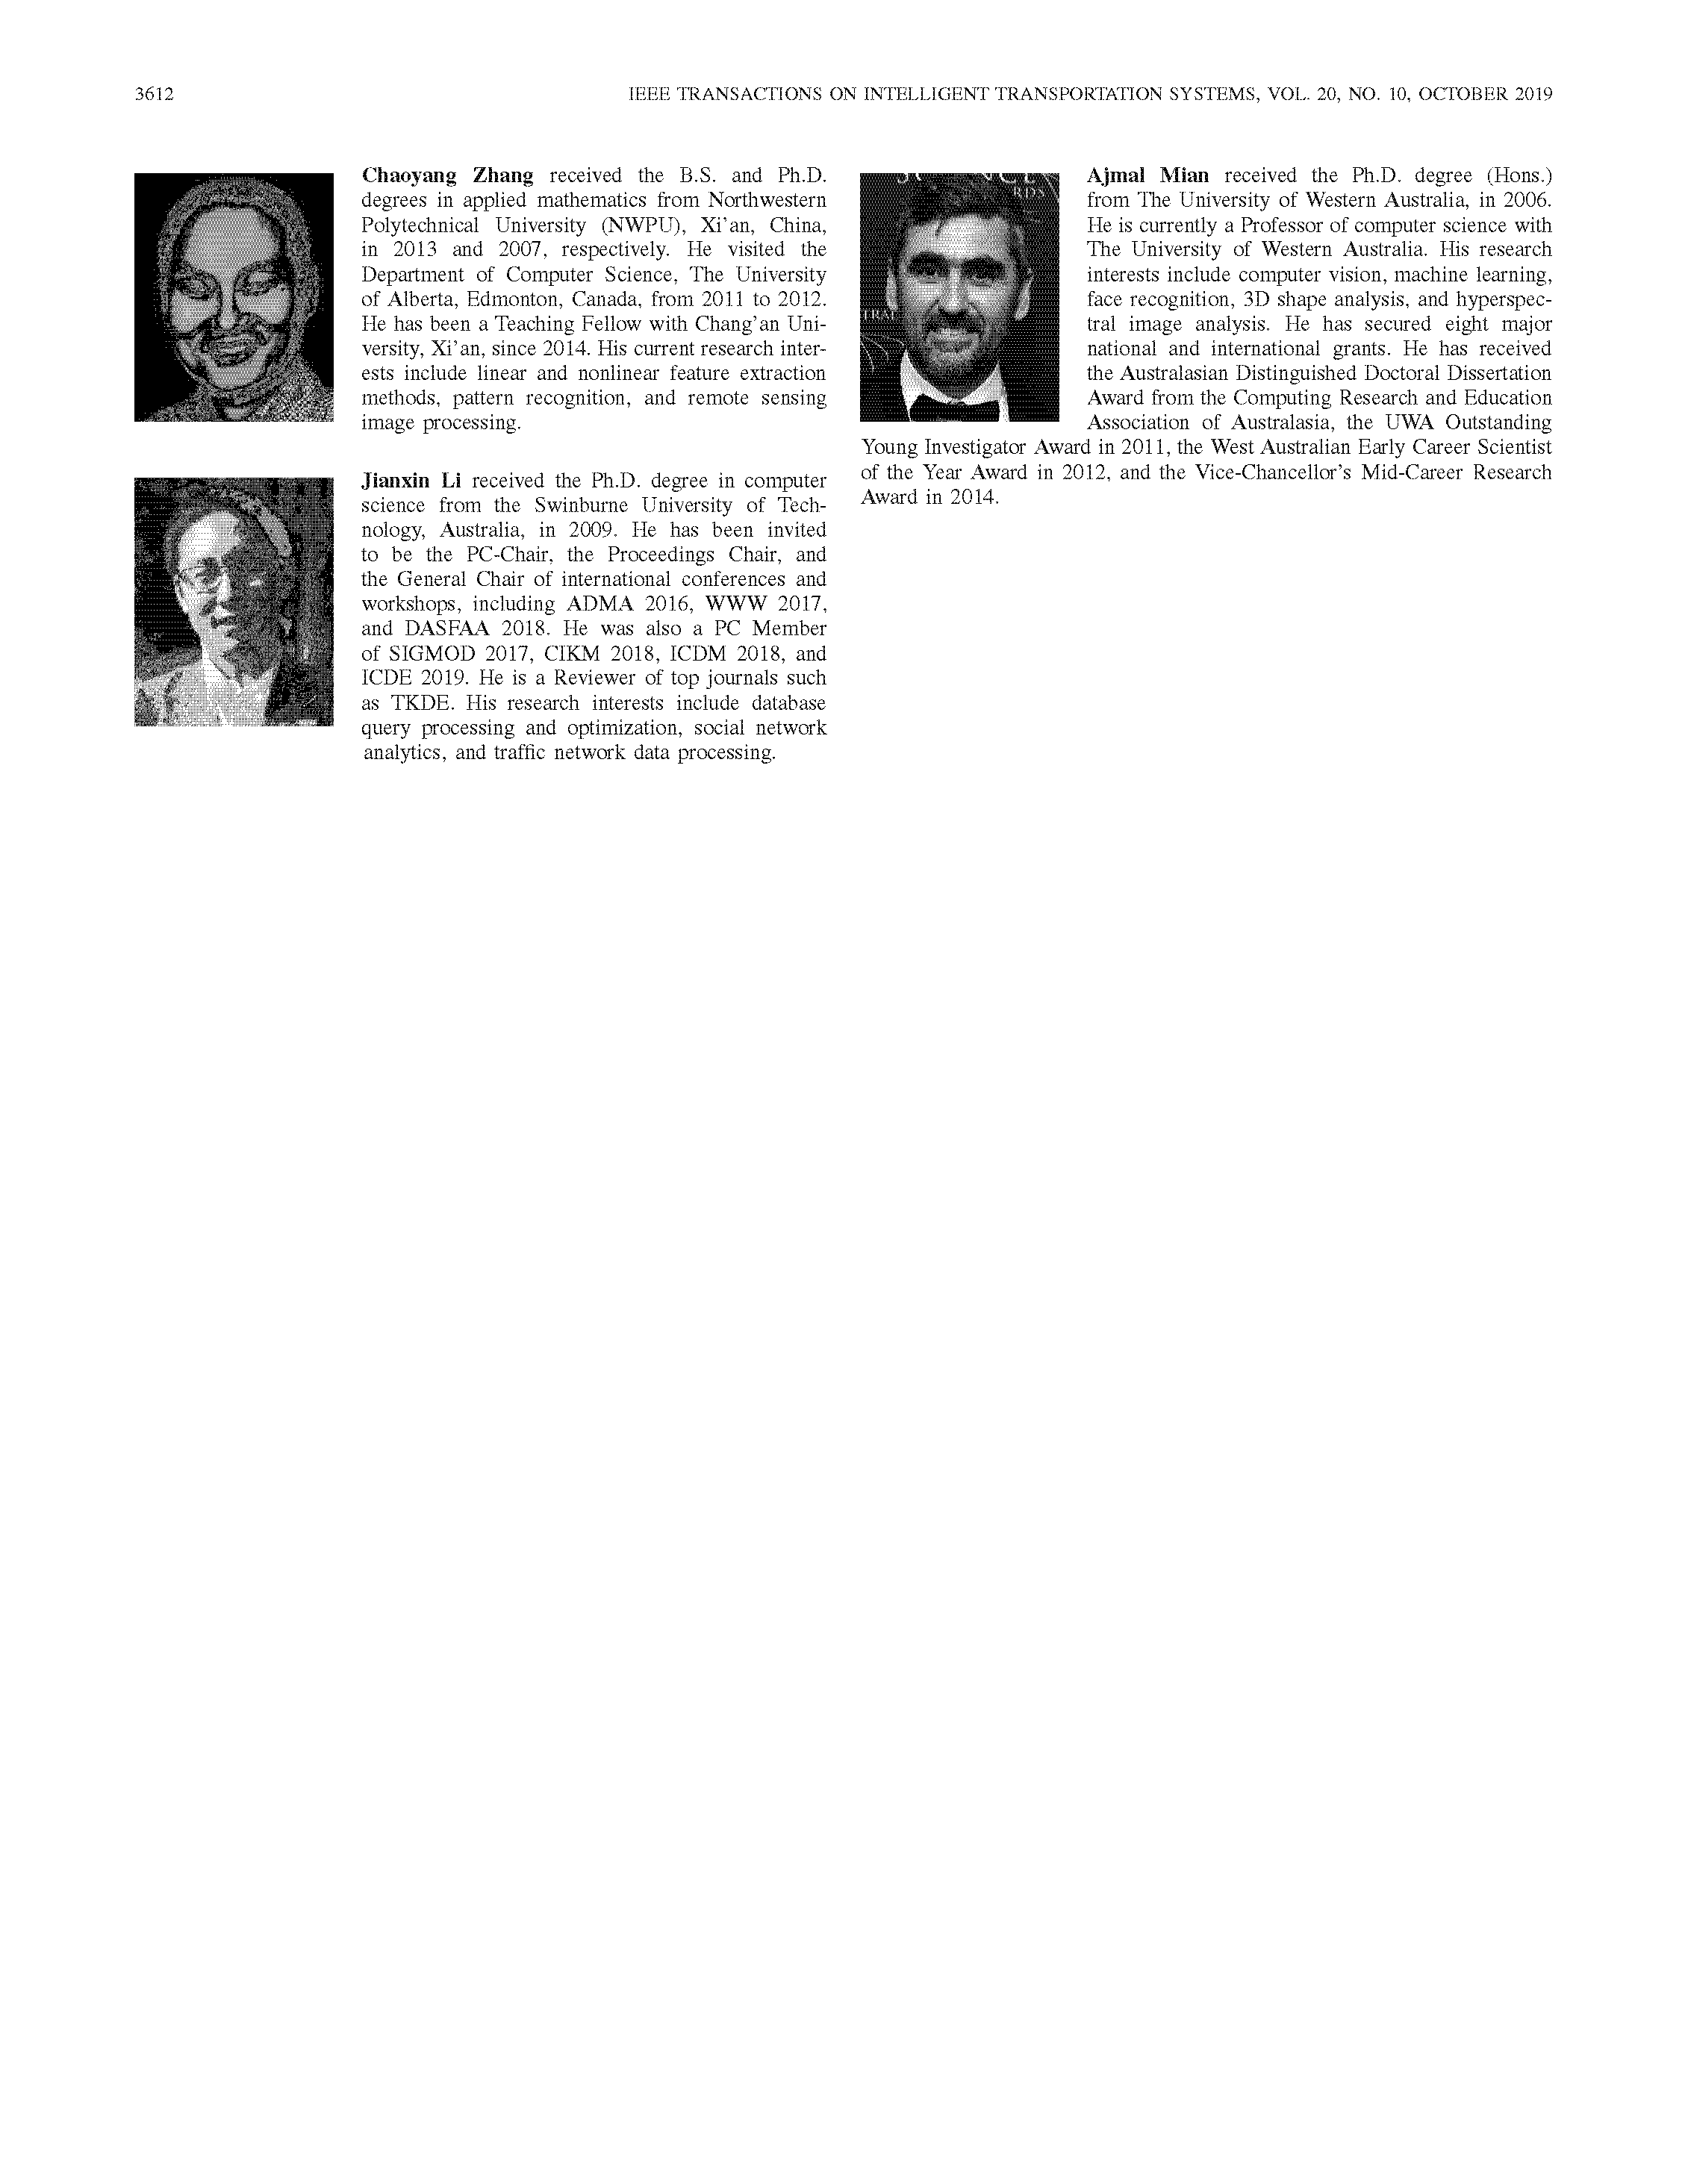 3612
IEEE TRANSACTIONS ON INTELLIGENT TRANSPORTATION SYSTEMS, VOL. 20, NO. 10, OCTOBER 2019
Chaoyang Zhang received the B.S. and Ph.D.
degrees in applied mathematics from Northwestern
Polytechnical University (NWPU), Xi'an, China,
in 2013 and 2007, respectively. He visited the
Department of Computer Science, The University
of Alberta, Edmonton, Canada, from 2011 to 2012.
He has been a Teaching Fellow with Chang'an Uni-
versity, Xi'an, since 2014. His current research inter-
ests include linear and nonlinear feature extraction
methods, pattern recognition, and remote sensing
image processing.
Jianxin Li received the Ph.D. degree in computer
science from the Swinburne University of Tech-
nology, Australia, in 2009. He has been invited
to be the PC-Chair, the Proceedings Chair, and
the General Chair of international conferences and
workshops, including ADMA 2016, WWW 2017,
and DASFAA 2018. He was also a PC Member
of SIGMOD 2017, CIKM 2018, ICDM 2018, and
ICDE 2019. He is a Reviewer of top journals such
as TKDE. His research interests include database
query processing and optimization, social network
analytics, and traffic network data processing.
Ajmal Mian received the Ph.D. degree (Hons.)
from The University of Western Australia, in 2006.
He is currently a Professor of computer science with
The University of Western Australia. His research
interests include computer vision, machine learning,
face recognition, 3D shape analysis, and hyperspec-
tral image analysis. He has secured eight major
national and international grants. He has received
the Australasian Distinguished Doctoral Dissertation
Award from the Computing Research and Education
Association of Australasia, the UWA Outstanding
Young Investigator Award in 2011, the West Australian Early Career Scientist
of the Year Award in 2012, and the Vice-Chancellor's Mid-Career Research
Award in 2014.